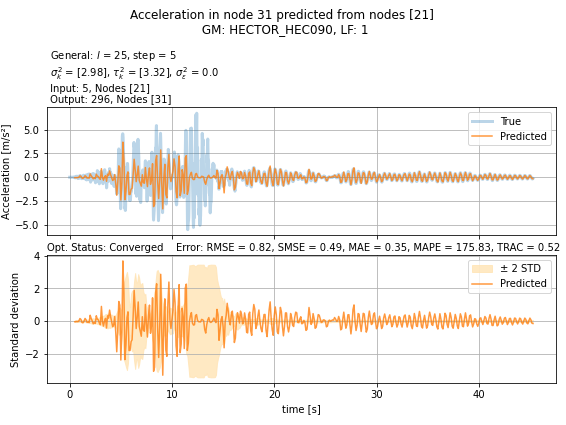 Acceleration in node 31 predicted from nodes [21]
GM: HECTOR_HEC090, LF: 1
General: l = 25, step = 5
σ²ₖ = [2.98], τ²ₖ = [3.32], σ²ε = 0.0
Input: 5, Nodes [21]
Output: 296, Nodes [31]
True
Predicted
Acceleration [m/s²]
5.0
2.5
0.0
−2.5
−5.0
Opt. Status: Converged Error: RMSE = 0.82, SMSE = 0.49, MAE = 0.35, MAPE = 175.83, TRAC = 0.52
± 2 STD
Predicted
Standard deviation
4
2
0
−2
0 10 20 30 40
time [s]